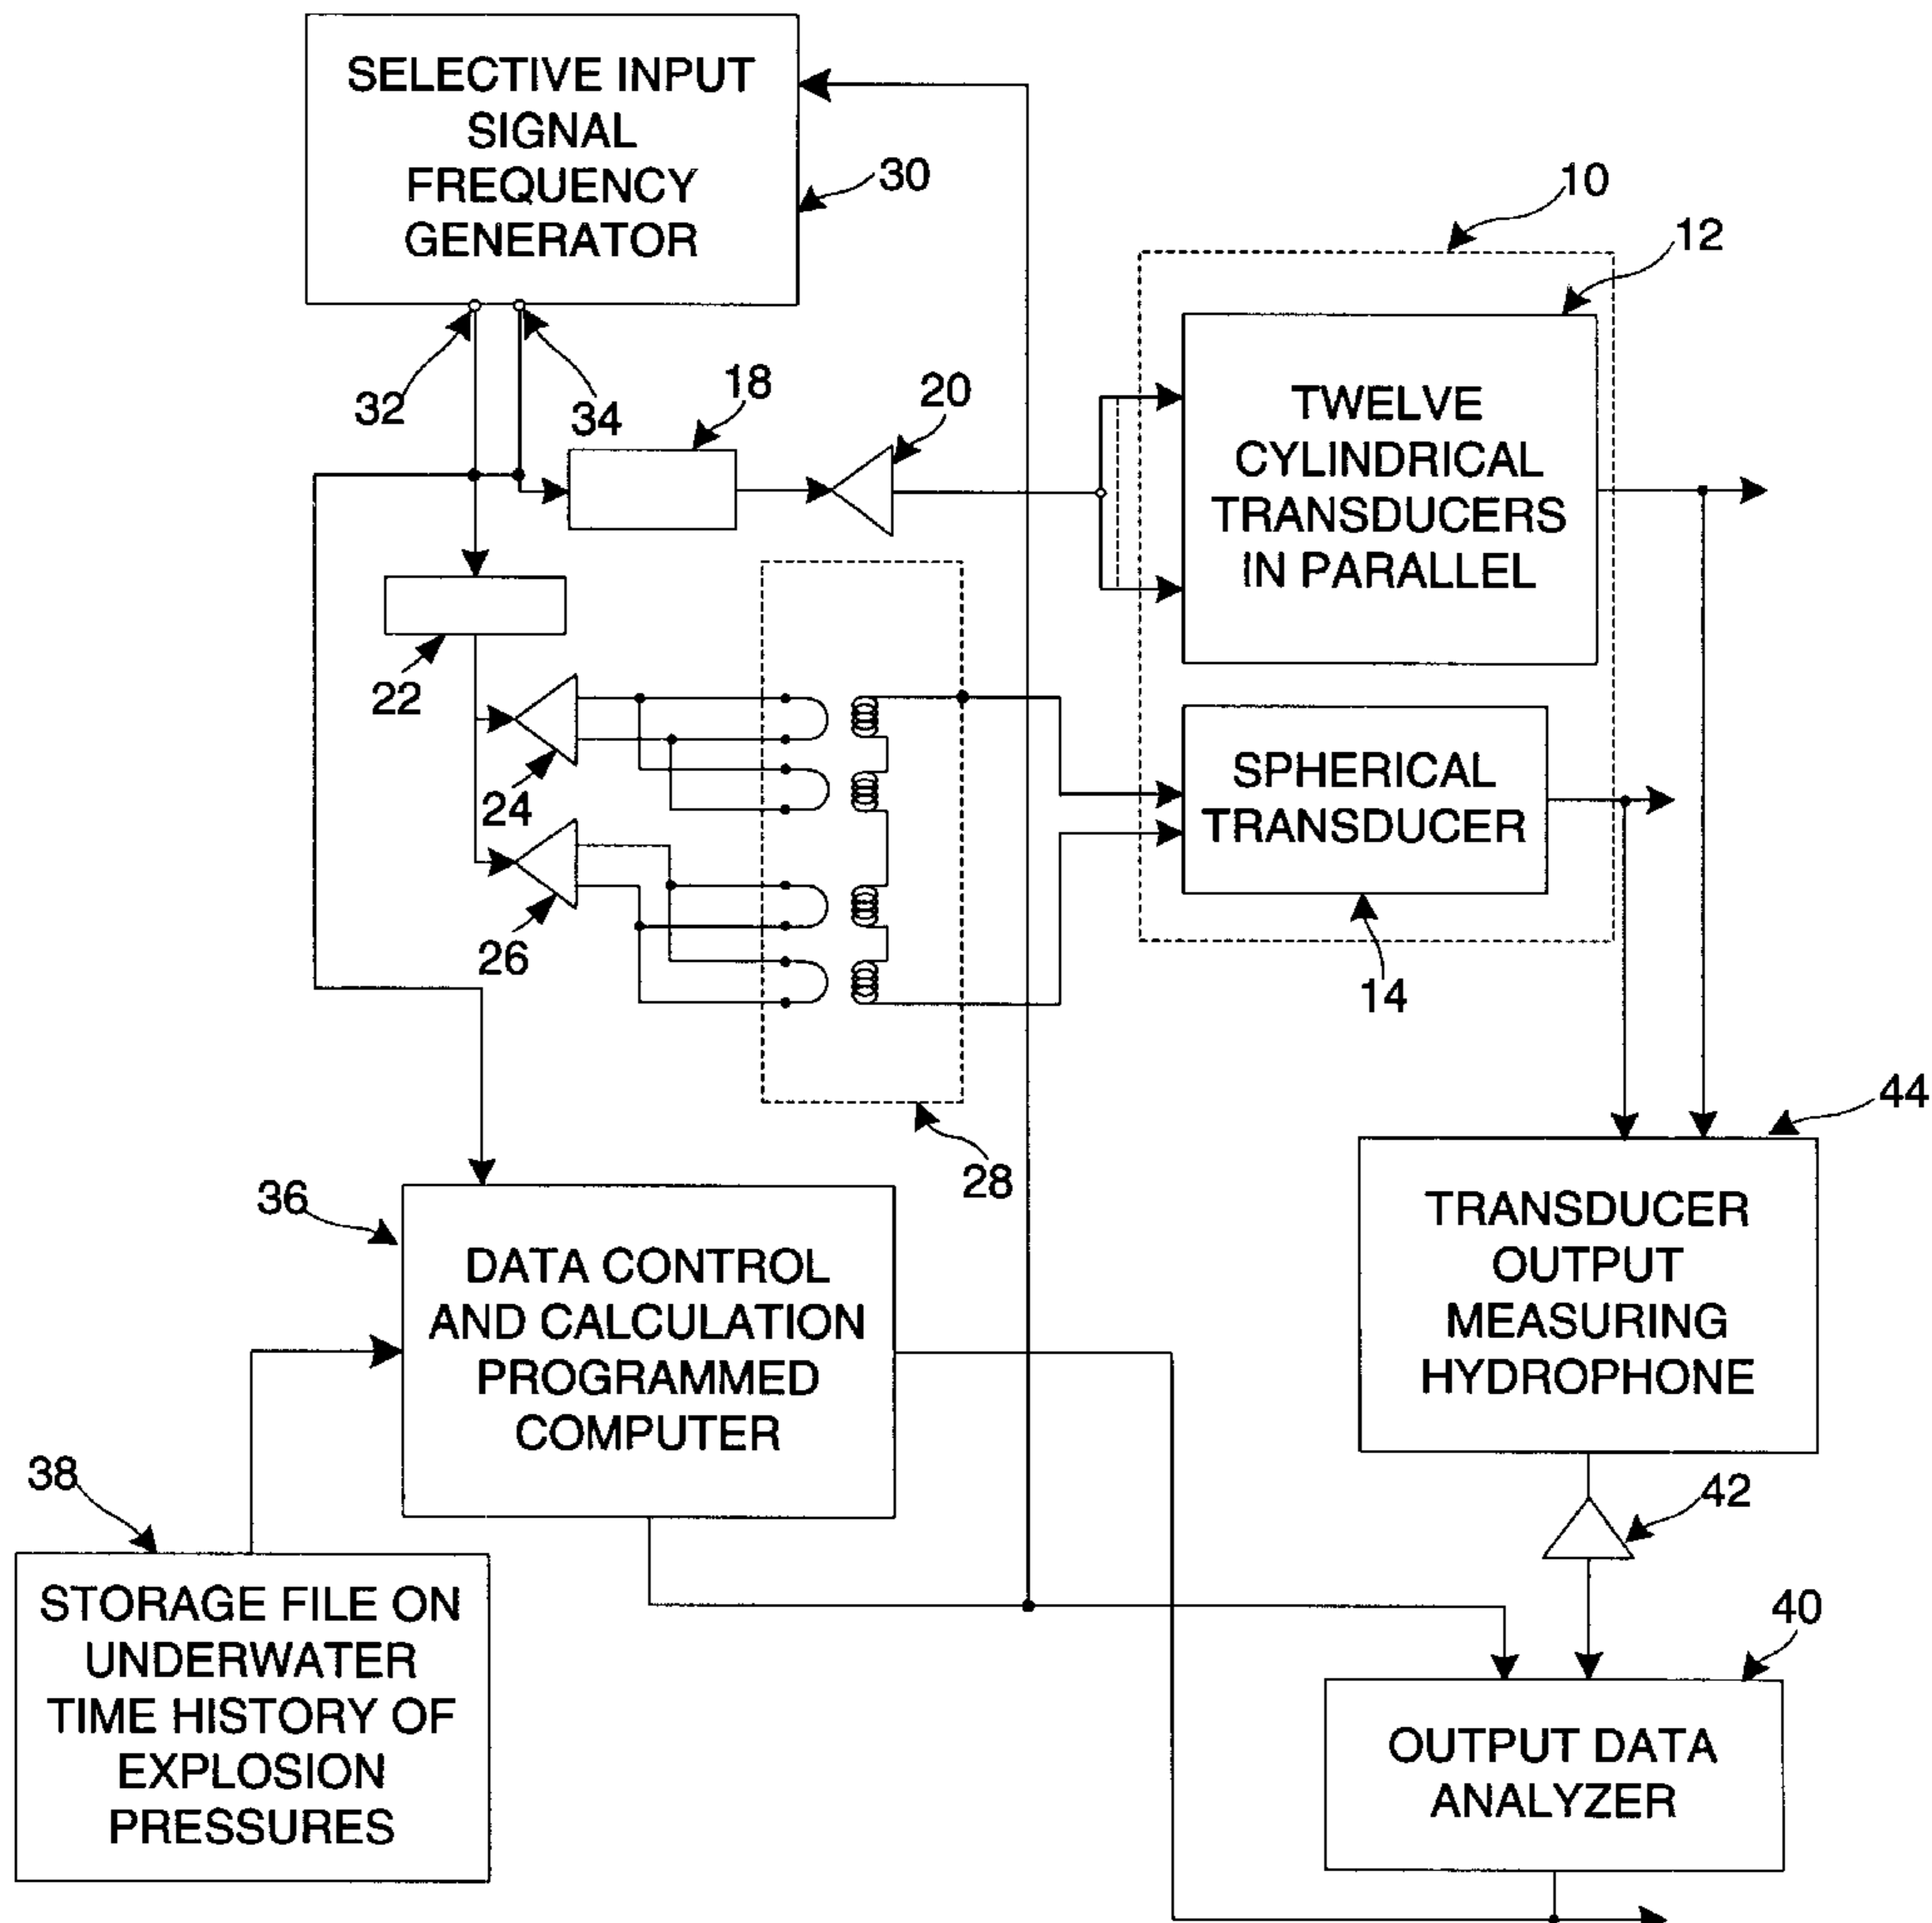 SELECTIVE INPUT
SIGNAL
FREQUENCY
GENERATOR
30
10
12
32
34
18
20
TWELVE
CYLINDRICAL
TRANSDUCERS
IN PARALLEL
22
24
SPHERICAL
TRANSDUCER
26
14
28
44
36
DATA CONTROL
AND CALCULATION
PROGRAMMED
COMPUTER
TRANSDUCER
OUTPUT
MEASURING
HYDROPHONE
38
42
STORAGE FILE ON
UNDERWATER
TIME HISTORY OF
EXPLOSION
PRESSURES
40
OUTPUT DATA
ANALYZER